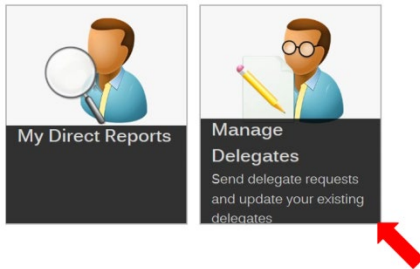 My Direct Reports
Manage
Delegates
Send delegate requests
and update your existing
delegates